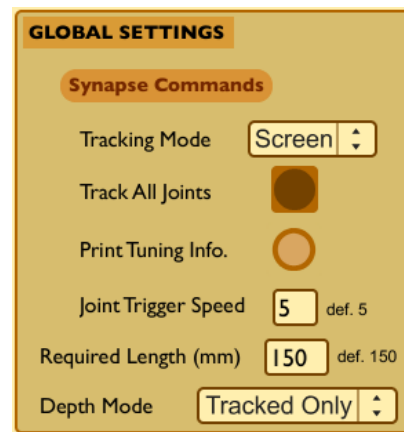 GLOBAL SETTINGS
Synapse Commands
Tracking Mode Screen
Track All Joints
Print Tuning Info.
Joint Trigger Speed 5 def. 5
Required Length (mm) 150 def. 150
Depth Mode Tracked Only